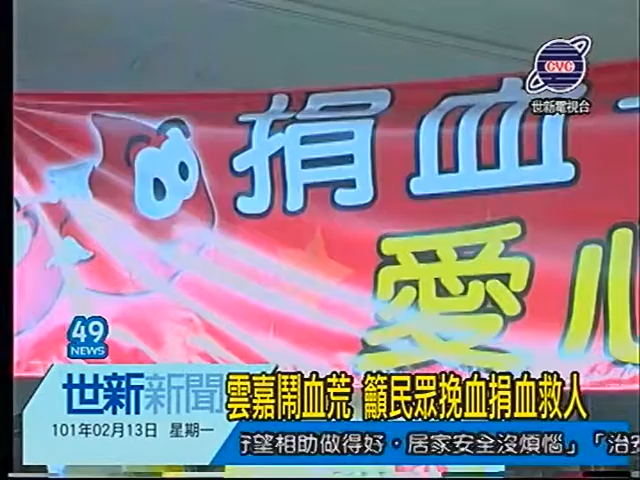 CVC
世新電視台
捐血
愛心
49
NEWS
世新新聞
雲嘉鬧血荒 籲民眾挽血捐血救人
101年02月13日 星期一
守望相助做得好・居家安全沒煩惱」「治安